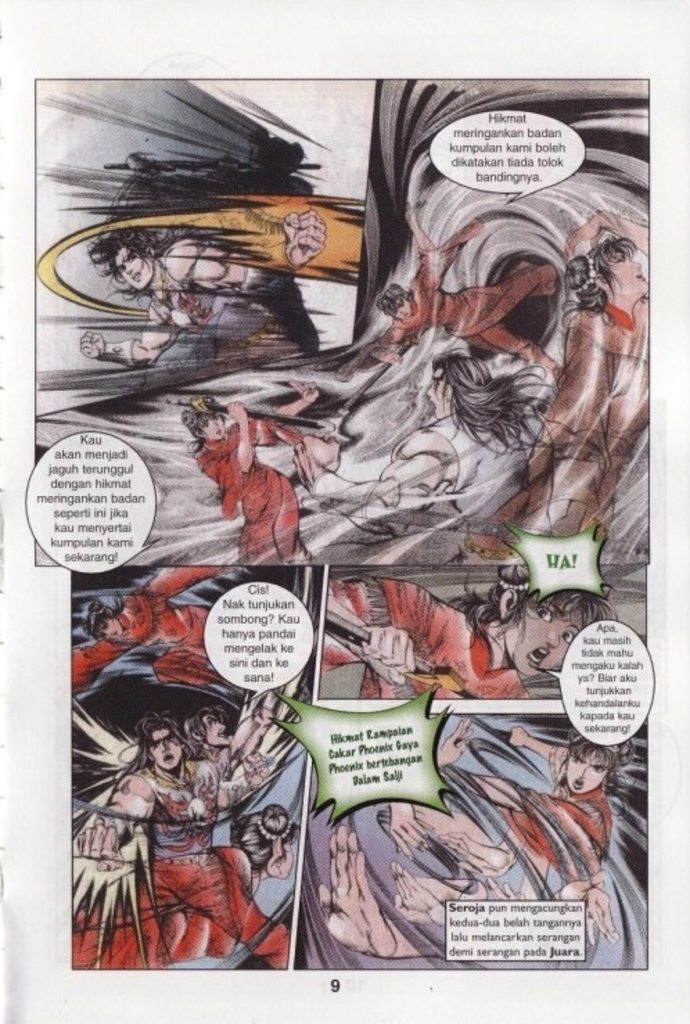 Hikmat
meringankan badan
kumpulan kami boleh
dikatakan tiada tolok
bandingnya.
Kau
akan menjadi
jaguh terunggul
dengan hikmat
meringankan badan
seperti ini jika
kau menyertai
kumpulan kami
sekarang!
Cis!
Nak tunjukan
sombong? Kau
hanya pandai
mengelak ke
sini dan ke
sana!
HA!
Apa,
kau masih
tidak mahu
mengaku kalah
ya? Biar aku
tunjukkan
kehandalanku
kapada kau
sekarang!
Hikmat Rampaian
Cakar Phoenix Gaya
Phoenix bertebangan
Dalam Salji
Seroja pun mengacungkan
kedua-dua belah tangannya
lalu melancarkan serangan
demi serangan pada Juara.
9